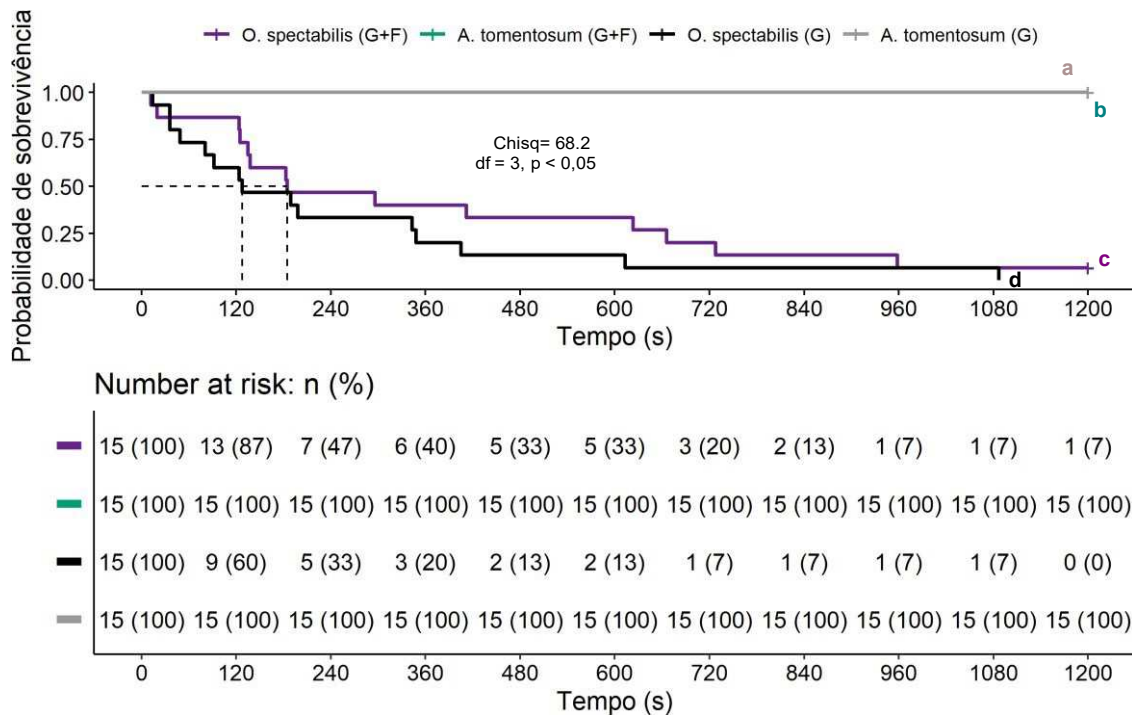 O. spectabilis (G+F) A. tomentosum (G+F) O. spectabilis (G) A. tomentosum (G)
a
b
Probabilidade de sobrevivência
1.00
0.75
0.50
0.25
0.00
Chisq= 68.2
df = 3, p < 0,05
c
d
0 120 240 360 480 600 720 840 960 1080 1200
Tempo (s)
Number at risk: n (%)
15 (100) 13 (87) 7 (47) 6 (40) 5 (33) 5 (33) 3 (20) 2 (13) 1 (7) 1 (7) 1 (7)
15 (100) 15 (100) 15 (100) 15 (100) 15 (100) 15 (100) 15 (100) 15 (100) 15 (100) 15 (100) 15 (100)
15 (100) 9 (60) 5 (33) 3 (20) 2 (13) 2 (13) 1 (7) 1 (7) 1 (7) 1 (7) 0 (0)
15 (100) 15 (100) 15 (100) 15 (100) 15 (100) 15 (100) 15 (100) 15 (100) 15 (100) 15 (100) 15 (100)
0 120 240 360 480 600 720 840 960 1080 1200
Tempo (s)